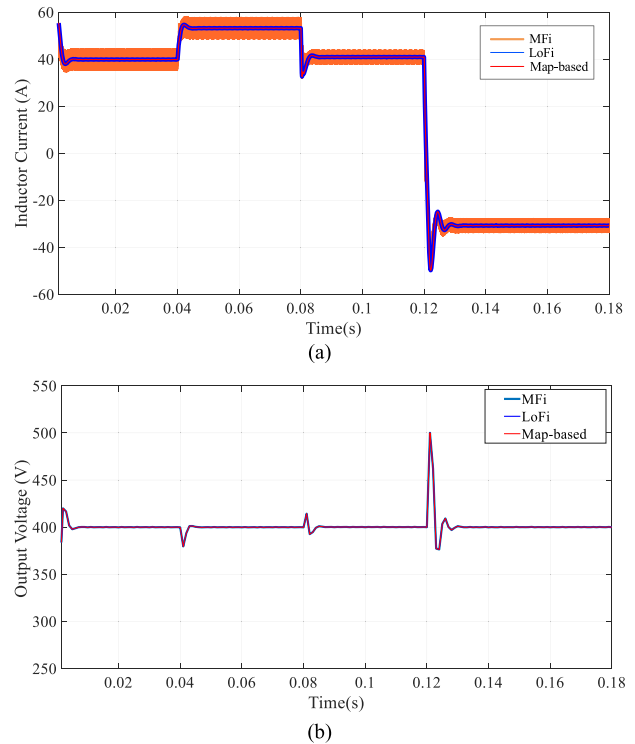 60
40
20
0
-20
-40
-60
Inductor Current (A)
MFi
LoFi
Map-based
0.02 0.04 0.06 0.08 0.1 0.12 0.14 0.16 0.18
Time(s)
(a)
550
500
450
400
350
300
250
Output Voltage (V)
MFi
LoFi
Map-based
0.02 0.04 0.06 0.08 0.1 0.12 0.14 0.16 0.18
Time(s)
(b)